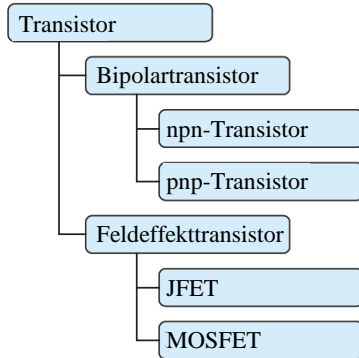 Transistor
Bipolartransistor
npn-Transistor
pnp-Transistor
Feldeffekttransistor
JFET
MOSFET